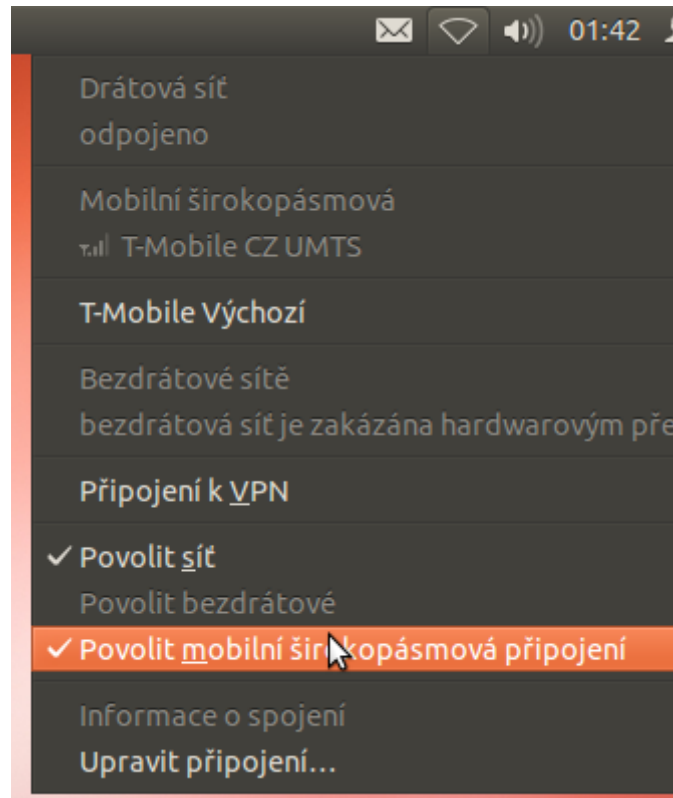 01:42
Drátová síť
odpojeno
Mobilní širokopásmová
T-Mobile CZ UMTS
T-Mobile Výchozí
Bezdrátové sítě
bezdrátová síť je zakázána hardwarovým pře
Připojení k VPN
Povolit síť
Povolit bezdrátové
Povolit mobilní širokopásmová připojení
Informace o spojení
Upravit připojení…